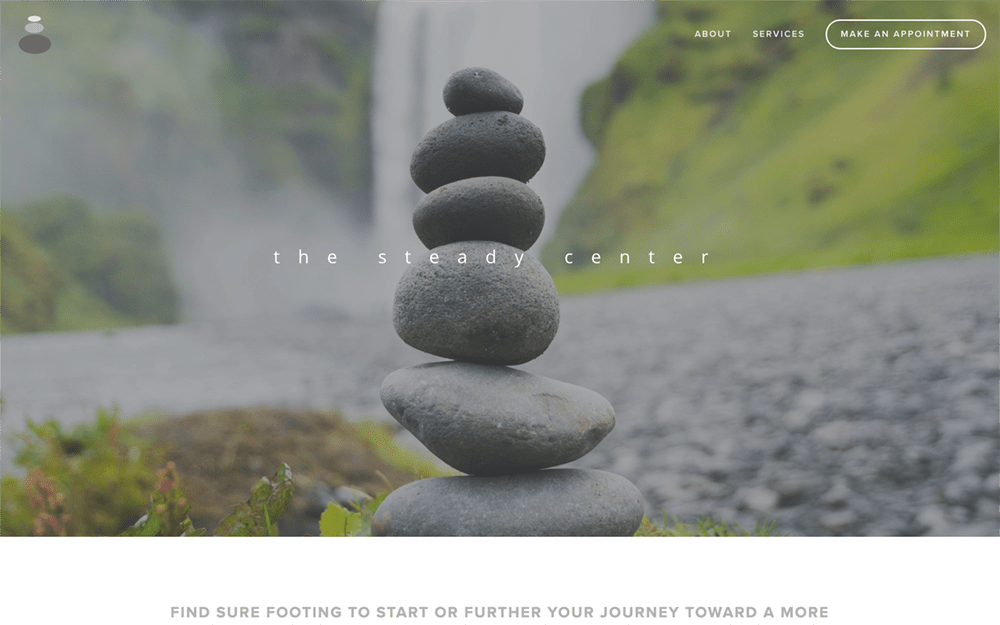 ABOUT SERVICES MAKE AN APPOINTMENT
the steady center
FIND SURE FOOTING TO START OR FURTHER YOUR JOURNEY TOWARD A MORE